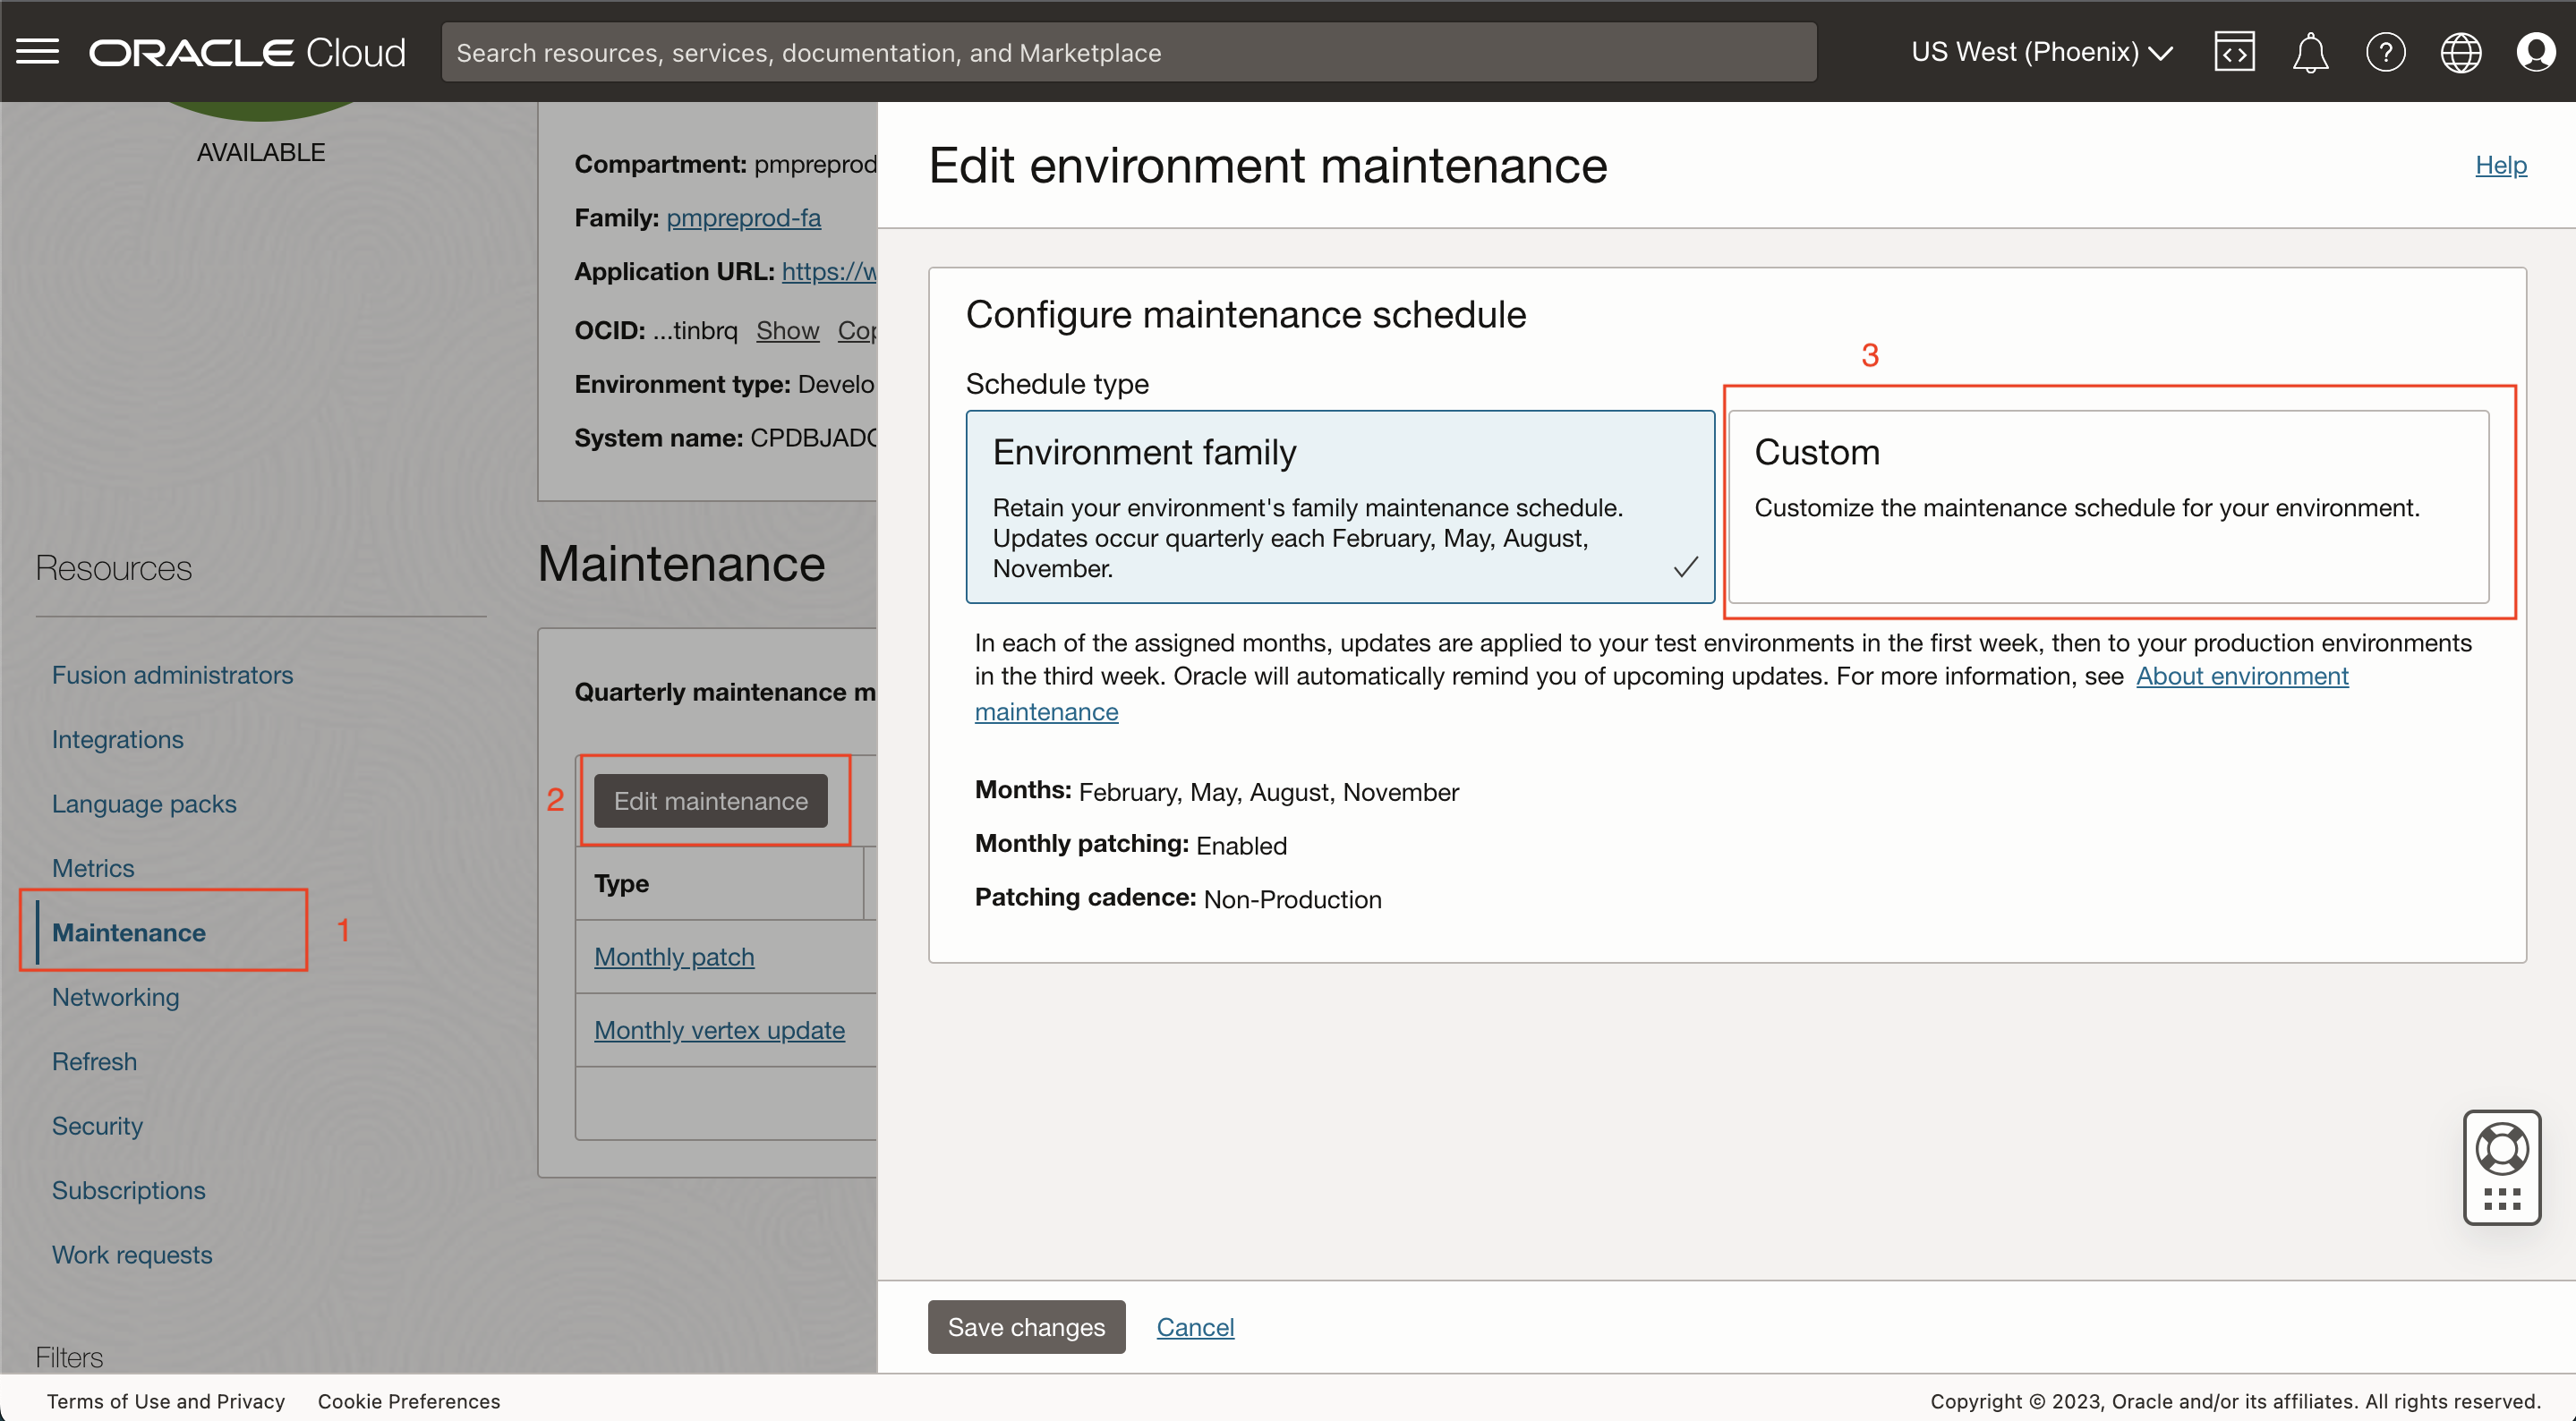 ORACLE Cloud
Search resources, services, documentation, and Marketplace
US West (Phoenix)
AVAILABLE
Compartment: pmpreprod
Family: pmpreprod-fa
Application URL: https://w
OCID: ...tinbrq Show Cop
Environment type: Develo
System name: CPDBJADC
Resources
Fusion administrators
Integrations
Language packs
Metrics
Maintenance
1
Networking
Refresh
Security
Subscriptions
Work requests
Filters
Maintenance
Quarterly maintenance m
2
Edit maintenance
Type
Monthly patch
Monthly vertex update
Edit environment maintenance
Help
Configure maintenance schedule
3
Schedule type
Environment family
Retain your environment's family maintenance schedule.
Updates occur quarterly each February, May, August,
November.
Custom
Customize the maintenance schedule for your environment.
In each of the assigned months, updates are applied to your test environments in the first week, then to your production environments
in the third week. Oracle will automatically remind you of upcoming updates. For more information, see About environment
maintenance
Months: February, May, August, November
Monthly patching: Enabled
Patching cadence: Non-Production
Save changes
Cancel
Terms of Use and Privacy
Cookie Preferences
Copyright © 2023, Oracle and/or its affiliates. All rights reserved.